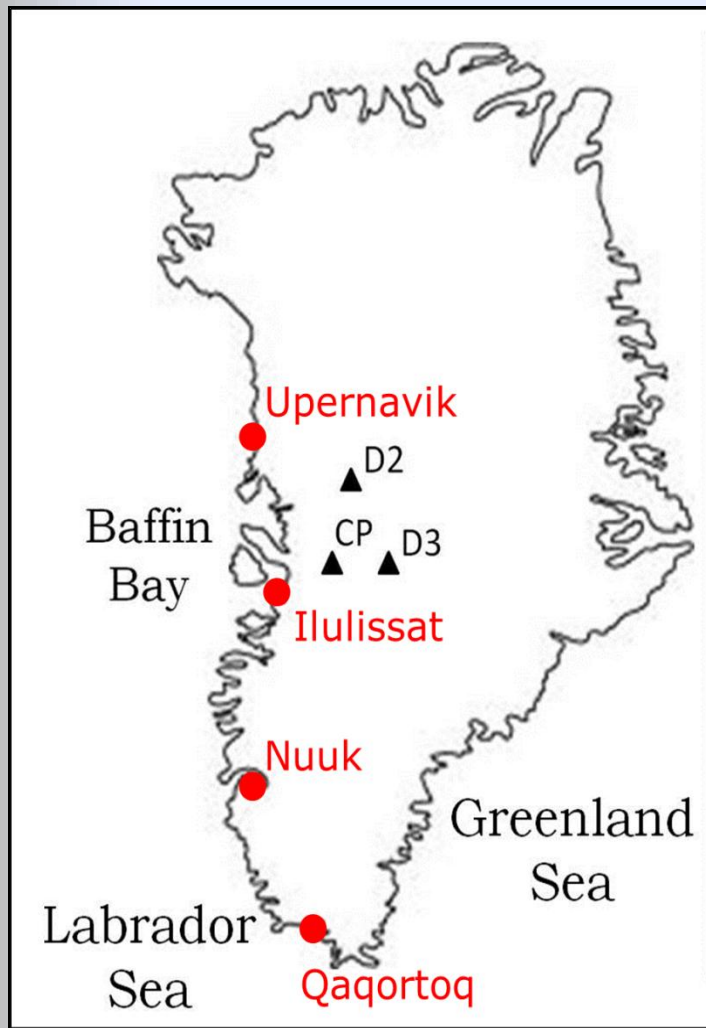 Upernavik
D2
Baffin
Bay
CP
D3
Ilulissat
Nuuk
Greenland
Sea
Labrador
Sea
Qaqortoq